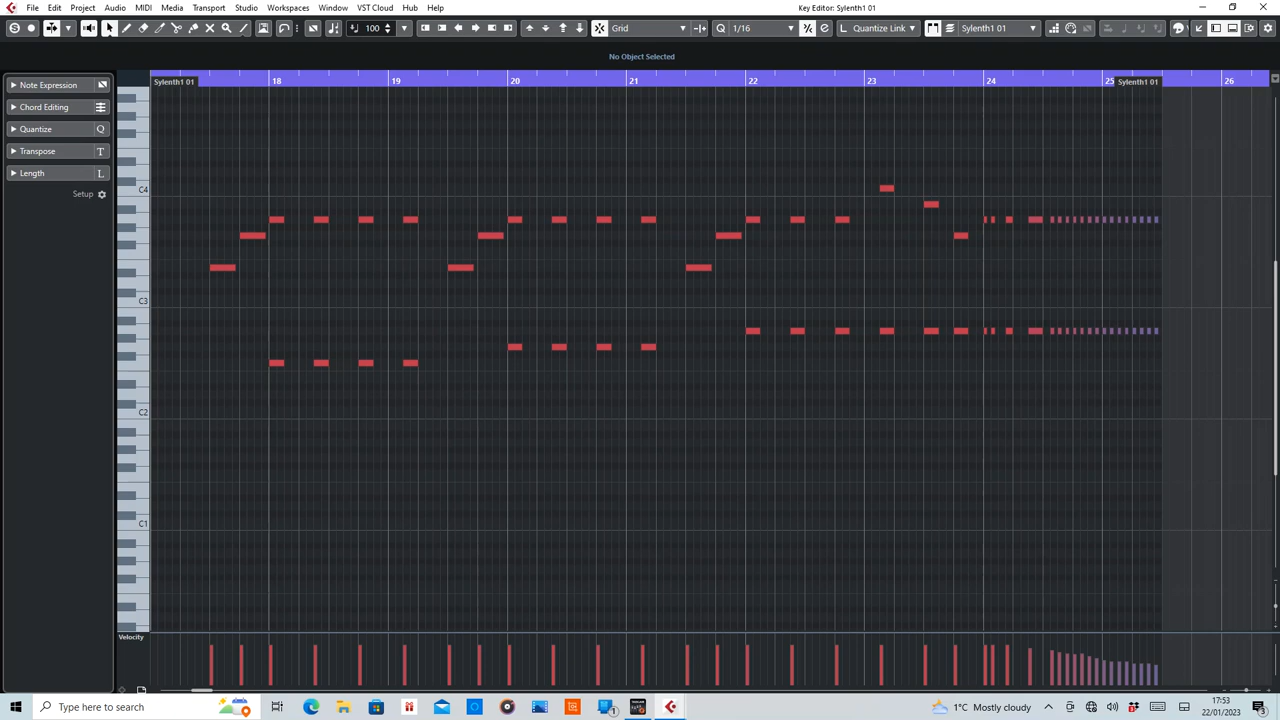 File Edit Project Audio MIDI Media Transport Studio Workspaces Window VST Cloud Hub Help
Key Editor: Sylenth1 01
100 Grid Q 1/16 Quantize Link Sylenth1 01
No Object Selected
Sylenth1 01 18 19 20 21 22 23 24 25 Sylenth1 01 26
Note Expression
Chord Editing
Quantize Q
Transpose T
Length L
Setup
C4
C3
C2
C1
Velocity
Type here to search
1°C Mostly cloudy
17:53
22/01/2023